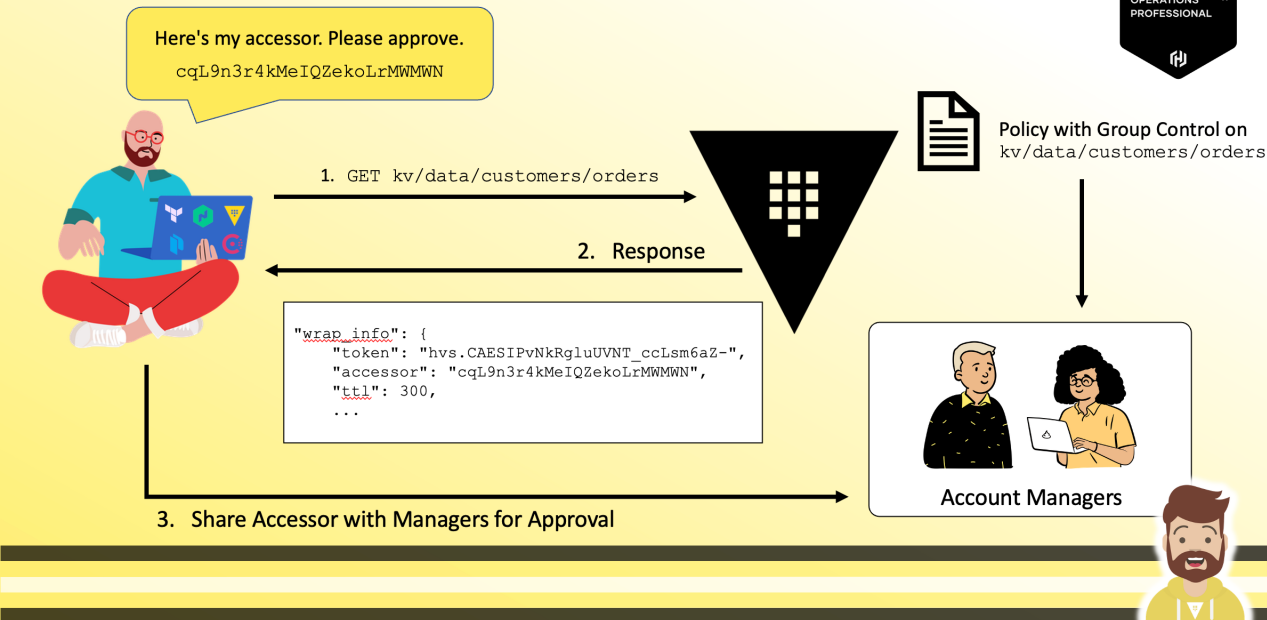 OPERATIONS
PROFESSIONAL
Here's my accessor. Please approve.
cqL9n3r4kMeIQZekoLrMWMWN
Policy with Group Control on
kv/data/customers/orders
1. GET kv/data/customers/orders
2. Response
"wrap_info": {
"token": "hvs.CAESIPvNkRgluUVNT_ccLsm6aZ-",
"accessor": "cqL9n3r4kMeIQZekoLrMWMWN",
"ttl": 300,
...
Account Managers
3. Share Accessor with Managers for Approval